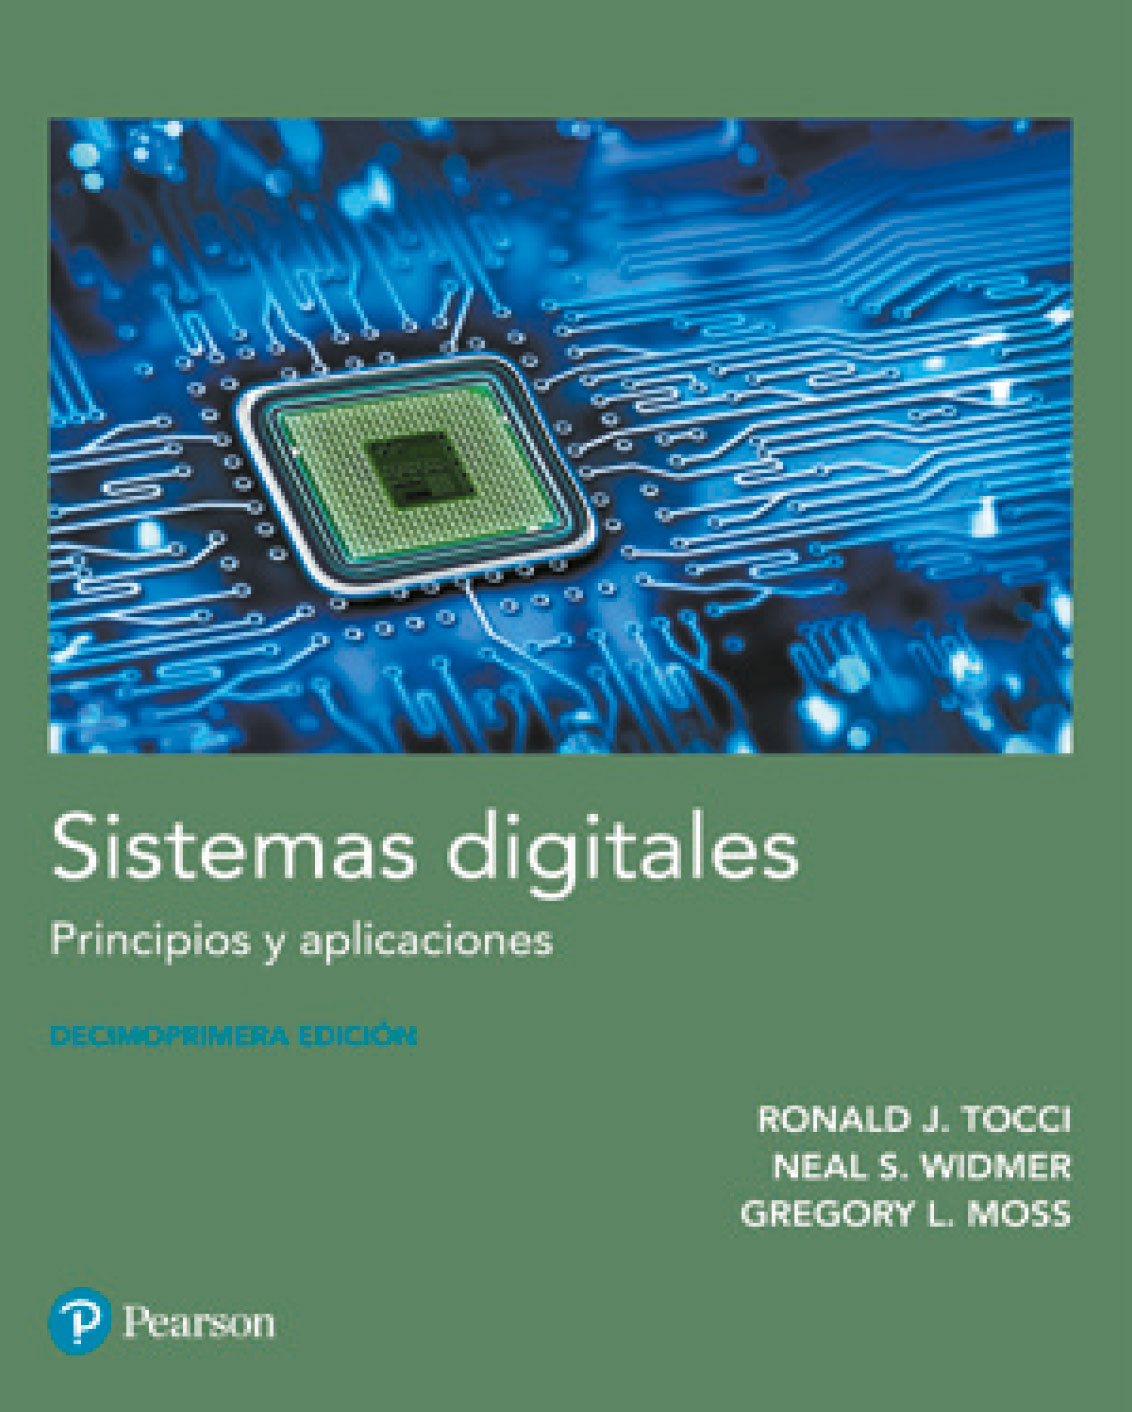 Sistemas digitales
Principios y aplicaciones
DECIMOPRIMERA EDICIÓN
RONALD J. TOCCI
NEAL S. WIDMER
GREGORY L. MOSS
Pearson